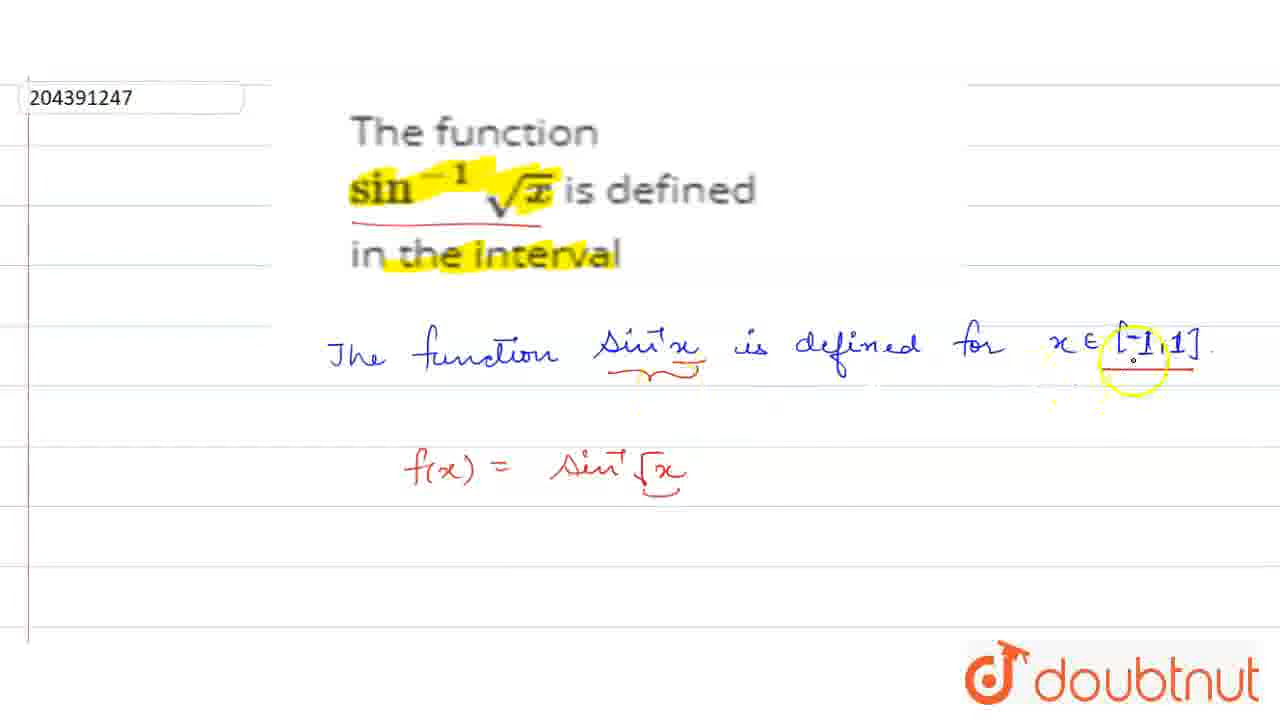 204391247
The function
sin⁻¹ √x is defined
in the interval
The function sin⁻¹x is defined for x ∈ [-1, 1].
f(x) = sin⁻¹ √x
doubtnut